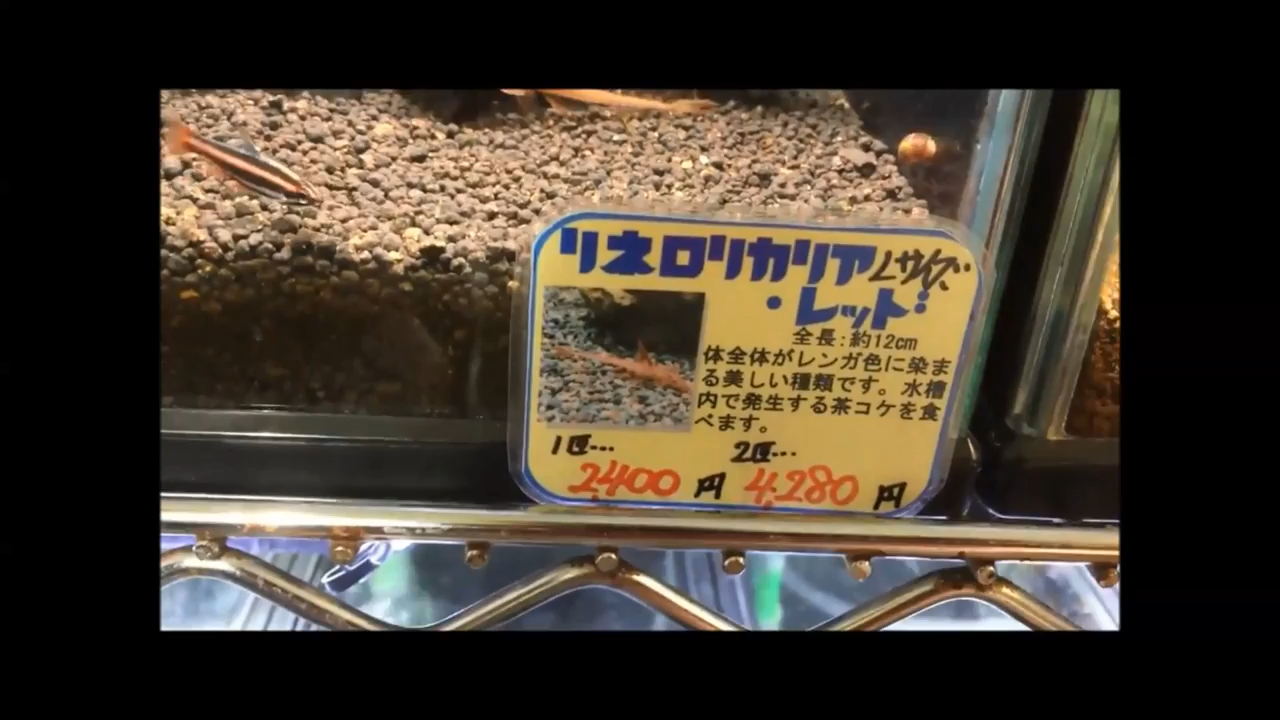 リネロリカリアLサイズ
・レット゛
全長:約12cm
体全体がレンガ色に染ま
る美しい種類です。水槽
内で発生する茶コケを食
べます。
1匹… 2匹…
2,400円 4,280円